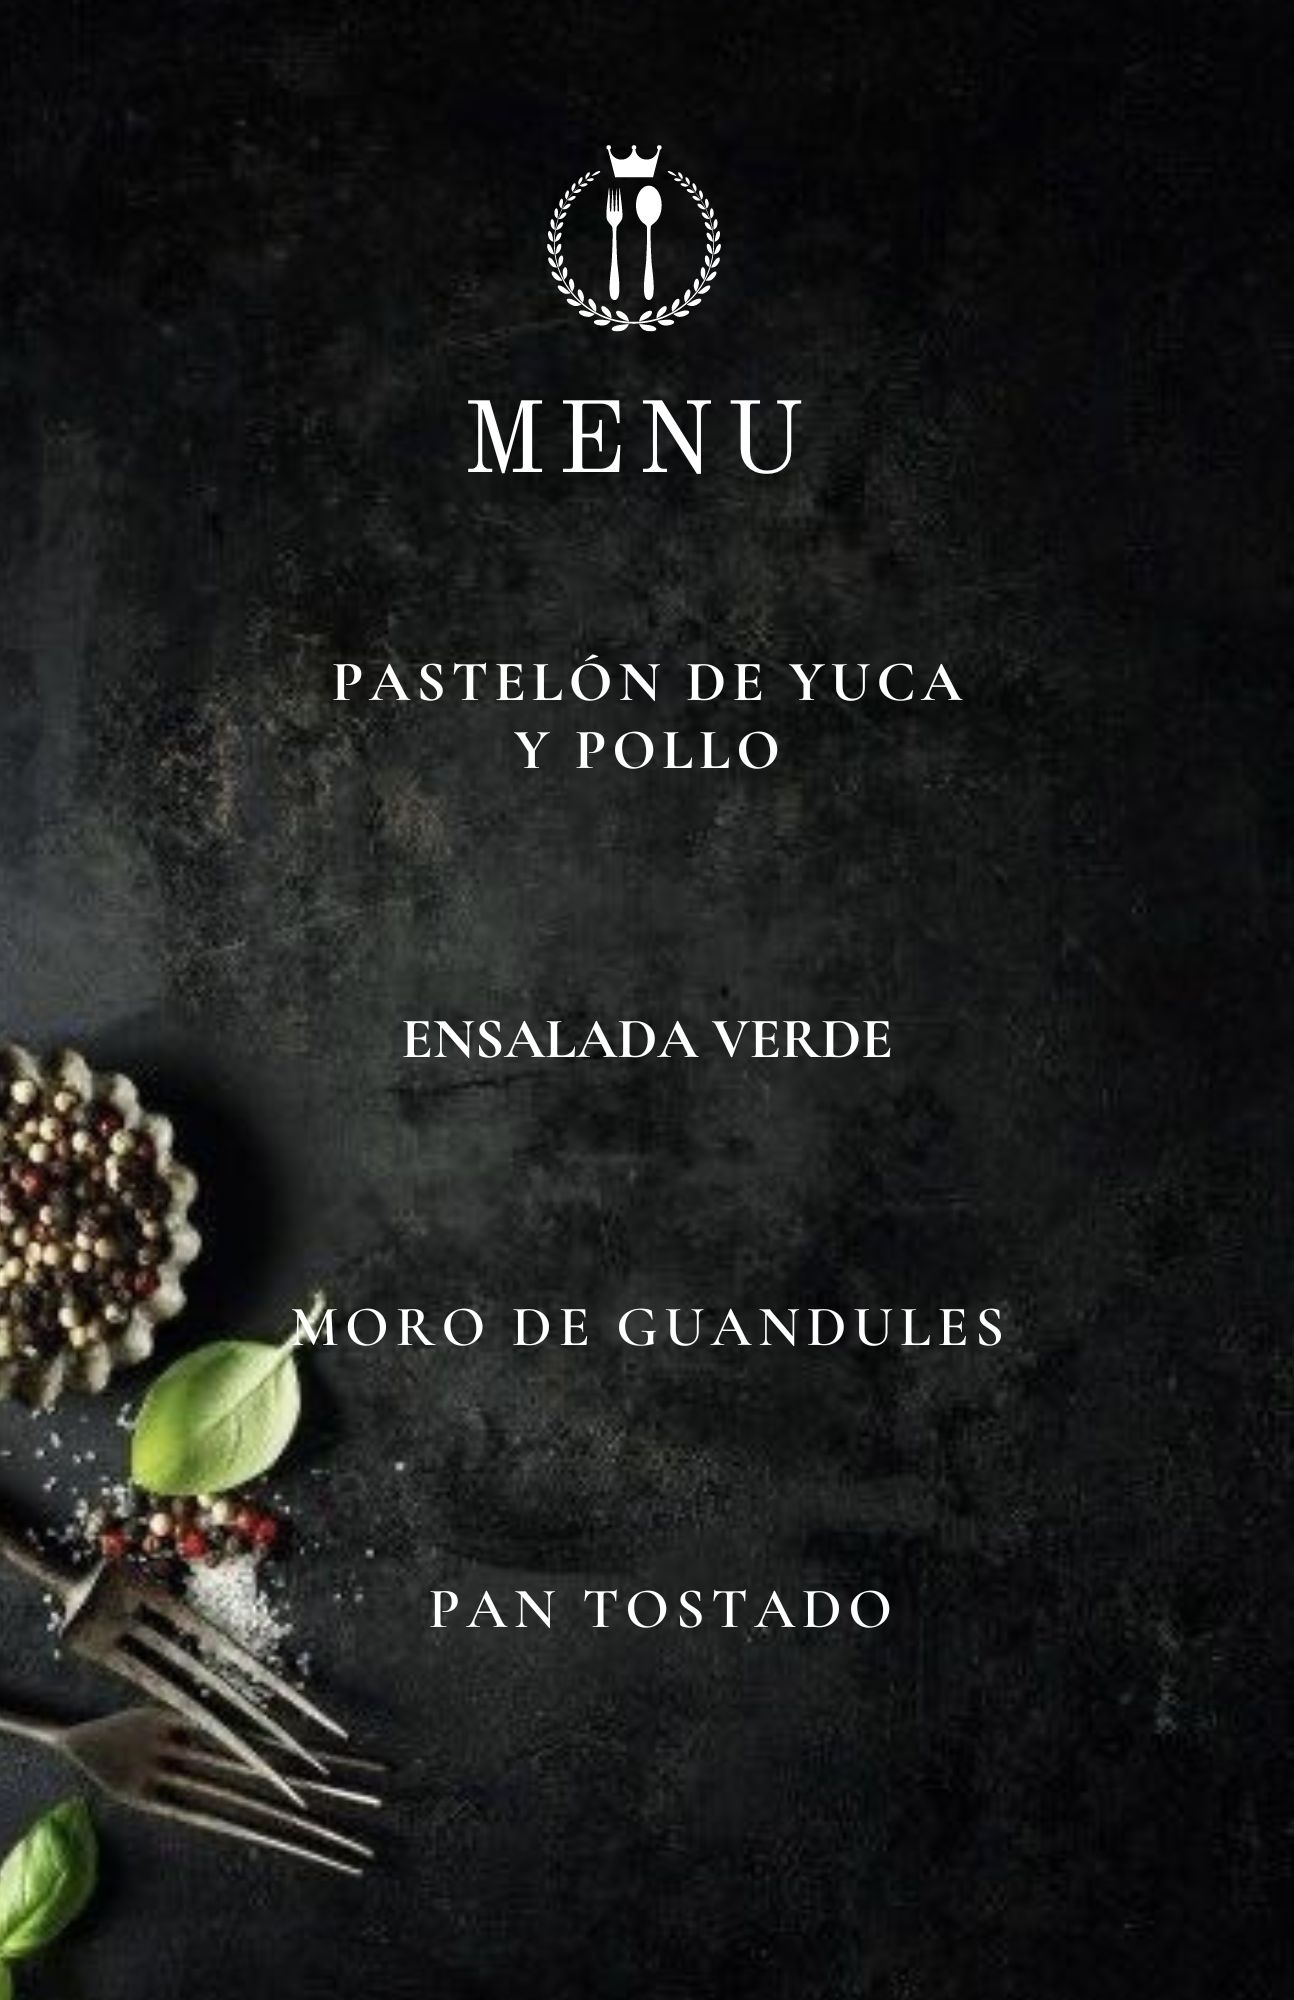 MENU
PASTELÓN DE YUCA
Y POLLO
ENSALADA VERDE
MORO DE GUANDULES
PAN TOSTADO